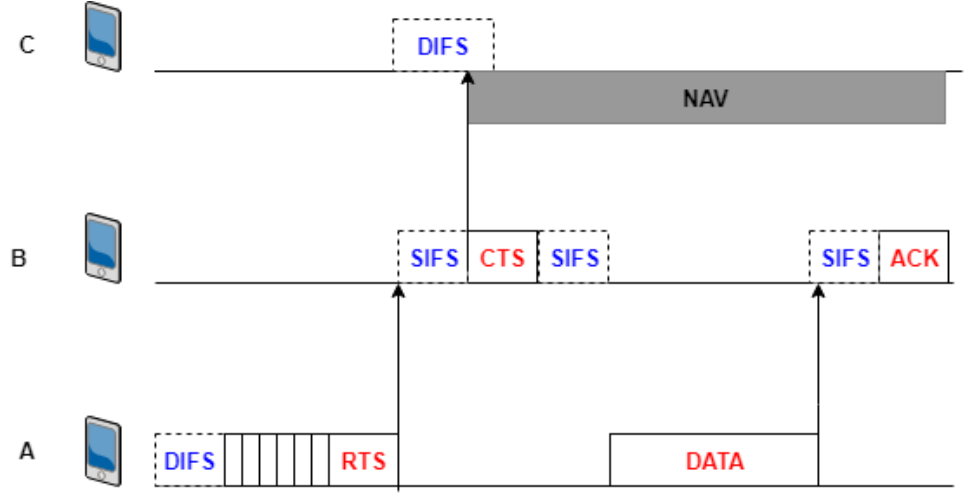 C
DIFS
NAV
B
SIFS CTS SIFS SIFS ACK
A
DIFS RTS DATA